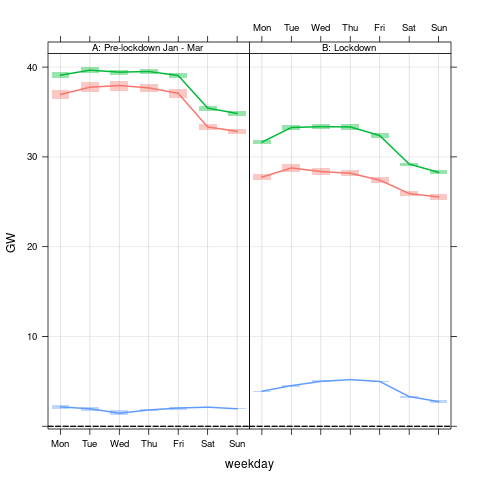 Mon Tue Wed Thu Fri Sat Sun
A: Pre-lockdown Jan - Mar B: Lockdown
40
30
GW
20
10
Mon Tue Wed Thu Fri Sat Sun
weekday